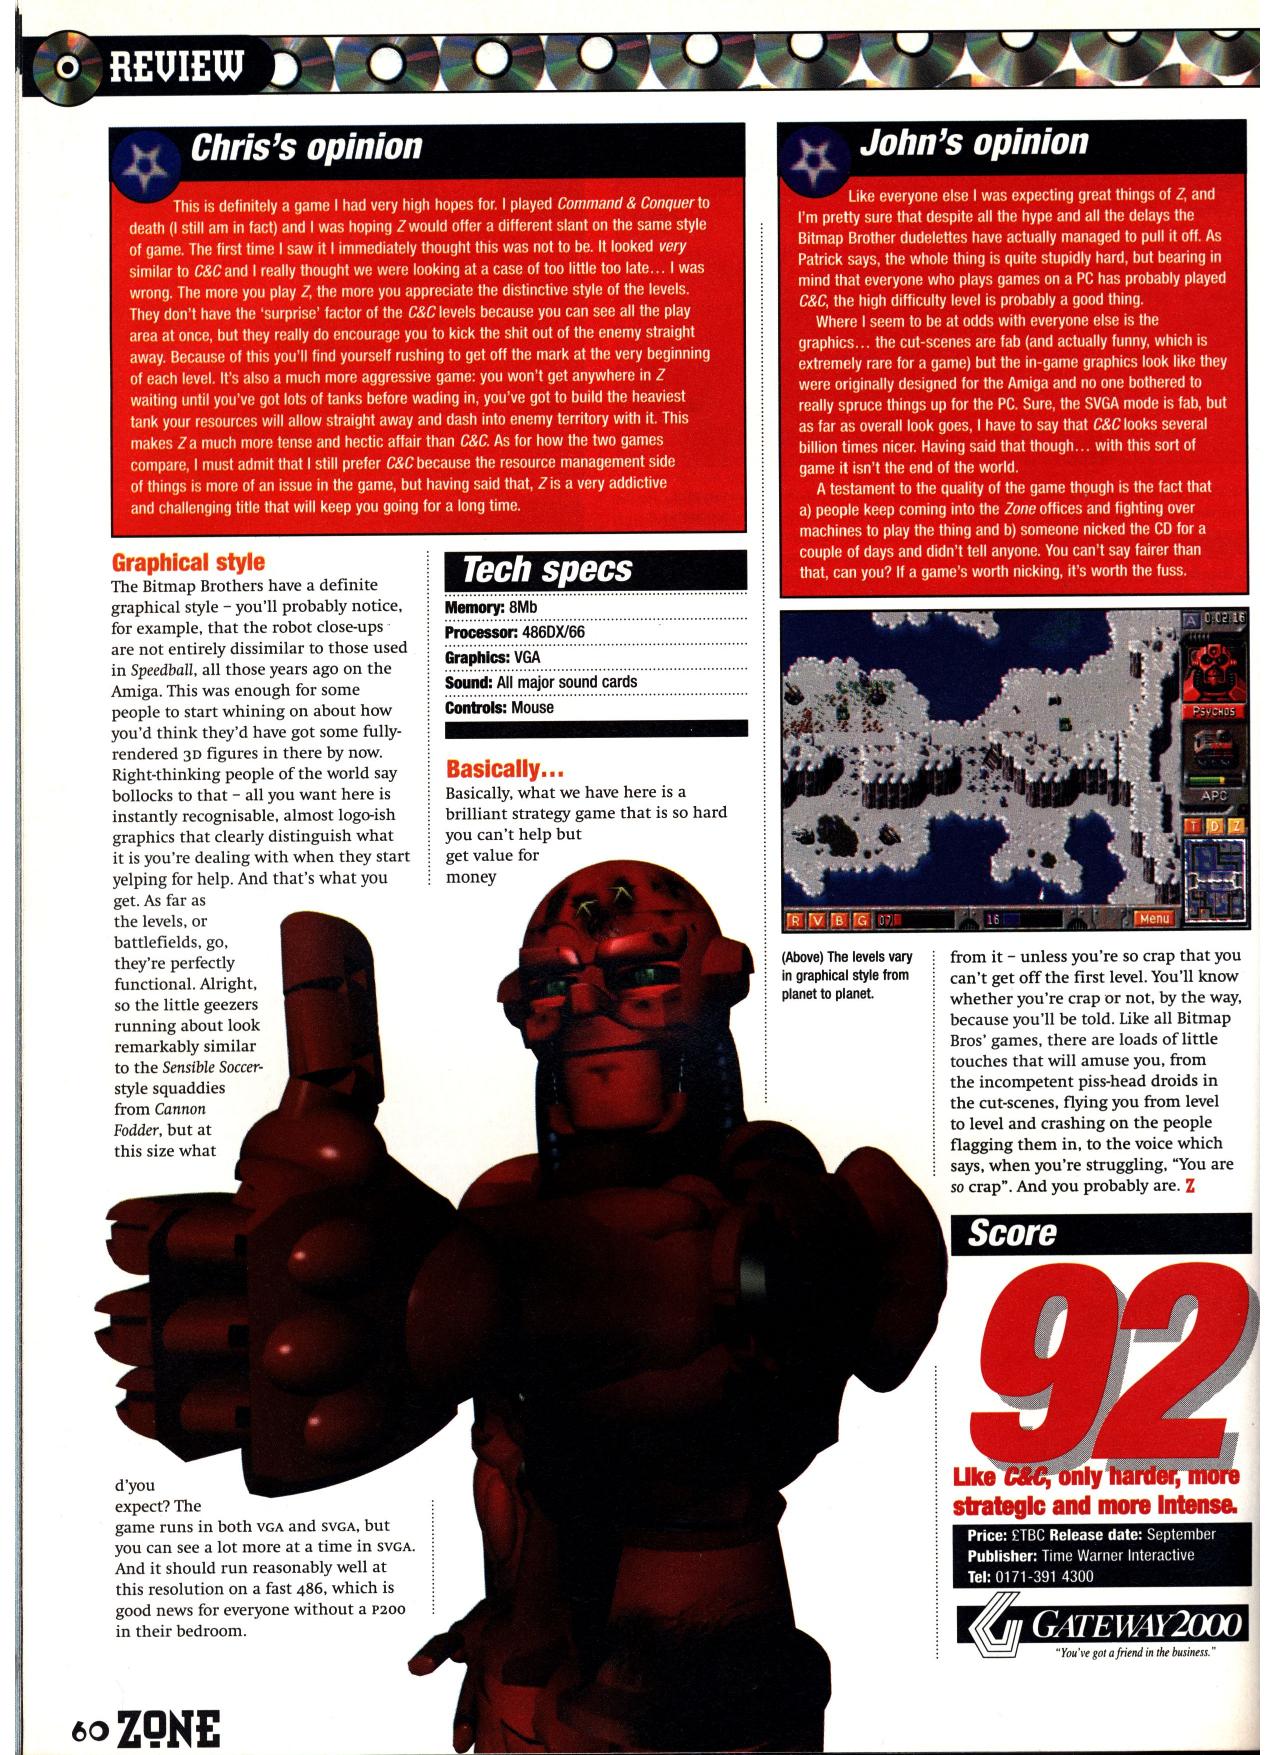 REVIEW
Chris's opinion
This is definitely a game I had very high hopes for. I played Command & Conquer to
death (I still am in fact) and I was hoping Z would offer a different slant on the same style
of game. The first time I saw it I immediately thought this was not to be. It looked very
similar to C&C and I really thought we were looking at a case of too little too late... I was
wrong. The more you play Z, the more you appreciate the distinctive style of the levels.
They don't have the 'surprise' factor of the C&C levels because you can see all the play
area at once, but they really do encourage you to kick the shit out of the enemy straight
away. Because of this you'll find yourself rushing to get off the mark at the very beginning
of each level. It's also a much more aggressive game: you won't get anywhere in Z
waiting until you've got lots of tanks before wading in, you've got to build the heaviest
tank your resources will allow straight away and dash into enemy territory with it. This
makes Z a much more tense and hectic affair than C&C. As for how the two games
compare, I must admit that I still prefer C&C because the resource management side
of things is more of an issue in the game, but having said that, Z is a very addictive
and challenging title that will keep you going for a long time.
John's opinion
Like everyone else I was expecting great things of Z, and
I'm pretty sure that despite all the hype and all the delays the
Bitmap Brother dudelettes have actually managed to pull it off. As
Patrick says, the whole thing is quite stupidly hard, but bearing in
mind that everyone who plays games on a PC has probably played
C&C, the high difficulty level is probably a good thing.
Where I seem to be at odds with everyone else is the
graphics... the cut-scenes are fab (and actually funny, which is
extremely rare for a game) but the in-game graphics look like they
were originally designed for the Amiga and no one bothered to
really spruce things up for the PC. Sure, the SVGA mode is fab, but
as far as overall look goes, I have to say that C&C looks several
billion times nicer. Having said that though... with this sort of
game it isn't the end of the world.
A testament to the quality of the game though is the fact that
a) people keep coming into the Zone offices and fighting over
machines to play the thing and b) someone nicked the CD for a
couple of days and didn't tell anyone. You can't say fairer than
that, can you? If a game's worth nicking, it's worth the fuss.
Graphical style
The Bitmap Brothers have a definite
graphical style – you'll probably notice,
for example, that the robot close-ups
are not entirely dissimilar to those used
in Speedball, all those years ago on the
Amiga. This was enough for some
people to start whining on about how
you'd think they'd have got some fully-
rendered 3D figures in there by now.
Right-thinking people of the world say
bollocks to that – all you want here is
instantly recognisable, almost logo-ish
graphics that clearly distinguish what
it is you're dealing with when they start
yelping for help. And that's what you
get. As far as
the levels, or
battlefields, go,
they're perfectly
functional. Alright,
so the little geezers
running about look
remarkably similar
to the Sensible Soccer-
style squaddies
from Cannon
Fodder, but at
this size what
d'you
expect? The
game runs in both VGA and SVGA, but
you can see a lot more at a time in SVGA.
And it should run reasonably well at
this resolution on a fast 486, which is
good news for everyone without a P200
in their bedroom.
Tech specs
Memory: 8Mb
Processor: 486DX/66
Graphics: VGA
Sound: All major sound cards
Controls: Mouse
Basically...
Basically, what we have here is a
brilliant strategy game that is so hard
you can't help but
get value for
money
A 0:02:16
PSYCHOS
APC
T D Z
R V B G 07 16 Menu
(Above) The levels vary
in graphical style from
planet to planet.
from it – unless you're so crap that you
can't get off the first level. You'll know
whether you're crap or not, by the way,
because you'll be told. Like all Bitmap
Bros' games, there are loads of little
touches that will amuse you, from
the incompetent piss-head droids in
the cut-scenes, flying you from level
to level and crashing on the people
flagging them in, to the voice which
says, when you're struggling, "You are
so crap". And you probably are. Z
Score
92
Like C&C, only harder, more
strategic and more intense.
Price: £TBC Release date: September
Publisher: Time Warner Interactive
Tel: 0171-391 4300
GATEWAY2000
"You've got a friend in the business."
60 ZONE